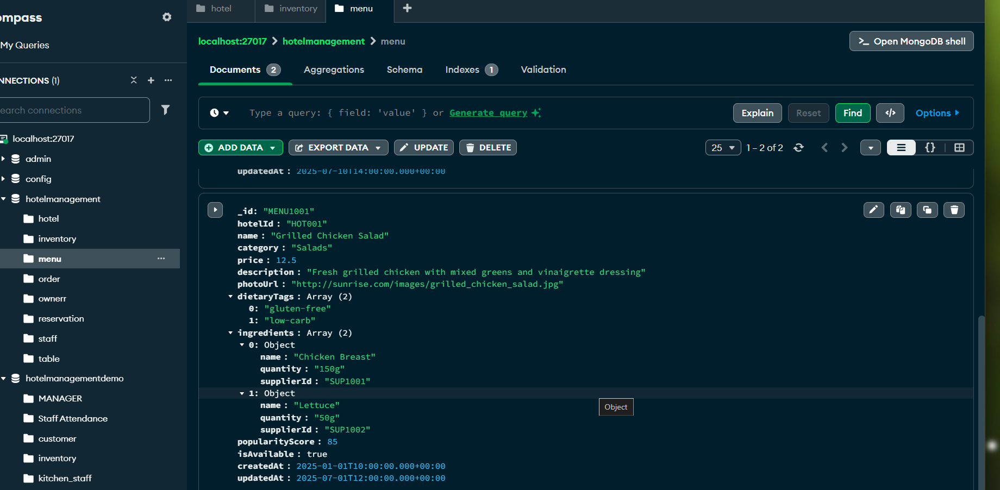 hotel
inventory
menu
ompass
My Queries
localhost:27017 hotelmanagement menu
Open MongoDB shell
Documents 2 Aggregations Schema Indexes 1 Validation
NNECTIONS (1)
earch connections
Type a query: { field: 'value' } or Generate query
Explain Reset Find </> Options
localhost:27017
admin
config
hotelmanagement
hotel
inventory
menu
order
ownerr
reservation
staff
table
hotelmanagementdemo
MANAGER
Staff Attendance
customer
inventory
kitchen_staff
ADD DATA EXPORT DATA UPDATE DELETE
25 1 – 2 of 2 {}
updatedAt : 2025-07-10T14:00:00.000+00:00
_id: "MENU1001"
hotelId : "HOT001"
name : "Grilled Chicken Salad"
category : "Salads"
price : 12.5
description : "Fresh grilled chicken with mixed greens and vinaigrette dressing"
photoUrl : "http://sunrise.com/images/grilled_chicken_salad.jpg"
dietaryTags : Array (2)
0: "gluten-free"
1: "low-carb"
ingredients : Array (2)
0: Object
name : "Chicken Breast"
quantity : "150g"
supplierId : "SUP1001"
1: Object
name : "Lettuce"
quantity : "50g"
supplierId : "SUP1002"
Object
popularityScore : 85
isAvailable : true
createdAt : 2025-01-01T10:00:00.000+00:00
updatedAt : 2025-07-01T12:00:00.000+00:00